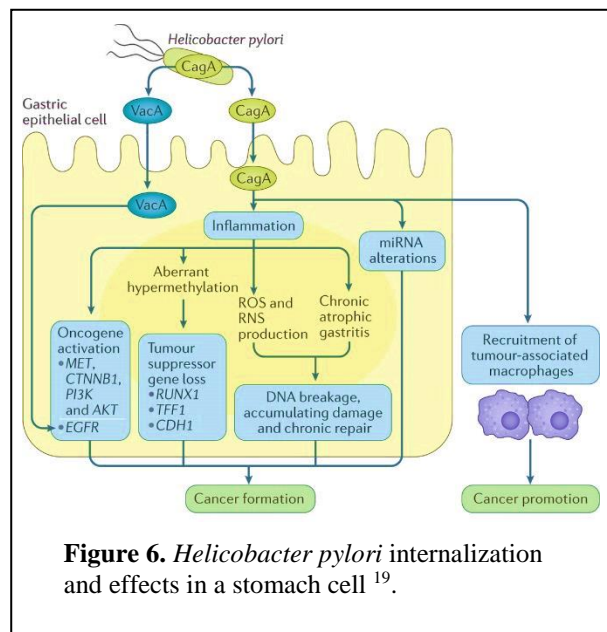 Helicobacter pylori
CagA
Gastric
epithelial cell
VacA
CagA
VacA
CagA
Inflammation
miRNA
alterations
Aberrant
hypermethylation
ROS and
RNS
production
Chronic
atrophic
gastritis
Oncogene
activation
• MET,
CTNNB1,
PI3K
and AKT
• EGFR
Tumour
suppressor
gene loss
• RUNX1
• TFF1
• CDH1
DNA breakage,
accumulating damage
and chronic repair
Recruitment of
tumour-associated
macrophages
Cancer formation
Cancer promotion
Figure 6. Helicobacter pylori internalization
and effects in a stomach cell 19.